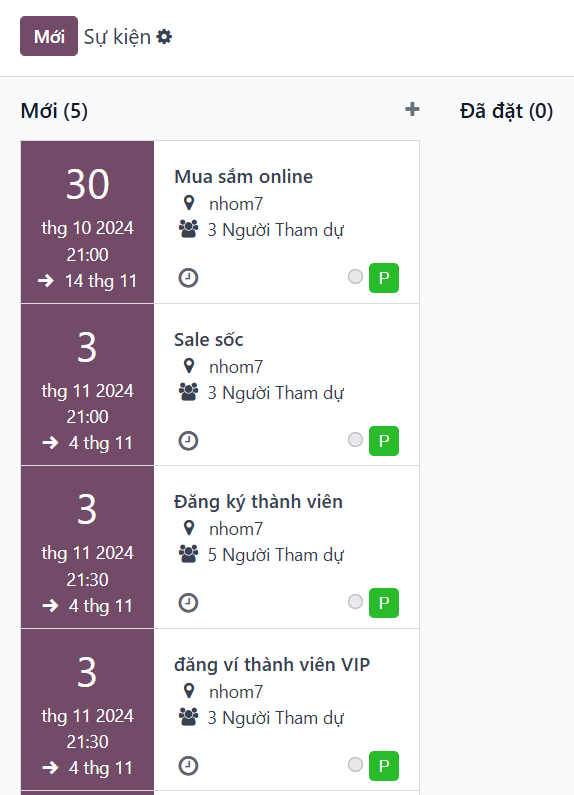 Mới Sự kiện
Mới (5)
Đã đặt (0)
30
thg 10 2024
21:00
→ 14 thg 11
Mua sắm online
nhom7
3 Người Tham dự
P
3
thg 11 2024
21:00
→ 4 thg 11
Sale sốc
nhom7
3 Người Tham dự
P
3
thg 11 2024
21:30
→ 4 thg 11
Đăng ký thành viên
nhom7
5 Người Tham dự
P
3
thg 11 2024
21:30
→ 4 thg 11
đăng ví thành viên VIP
nhom7
3 Người Tham dự
P